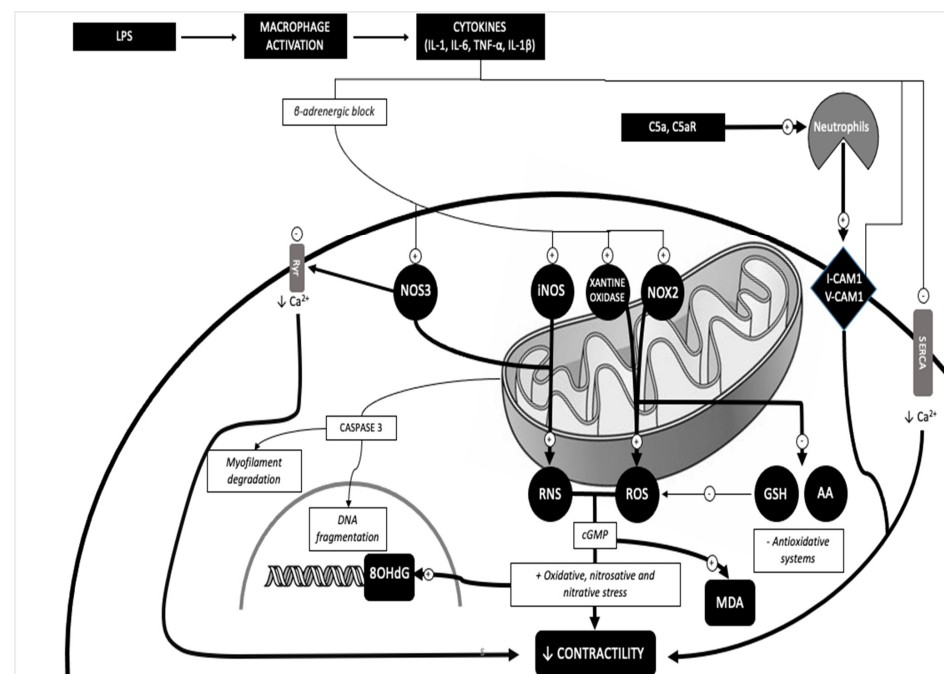 LPS
MACROPHAGE
ACTIVATION
CYTOKINES
(IL-1, IL-6, TNF-α, IL-1β)
β-adrenergic block
C5a, C5aR
+
Neutrophils
+
-
Ryr
↓ Ca²⁺
+
NOS3
+
iNOS
+
XANTINE
OXIDASE
+
NOX2
I-CAM1
V-CAM1
-
SERCA
↓ Ca²⁺
CASPASE 3
Myofilament
degradation
DNA
fragmentation
8OHdG
+
+
RNS
+
ROS
-
-
GSH
AA
- Antioxidative
systems
cGMP
+
MDA
+ Oxidative, nitrosative and
nitrative stress
↓ CONTRACTILITY